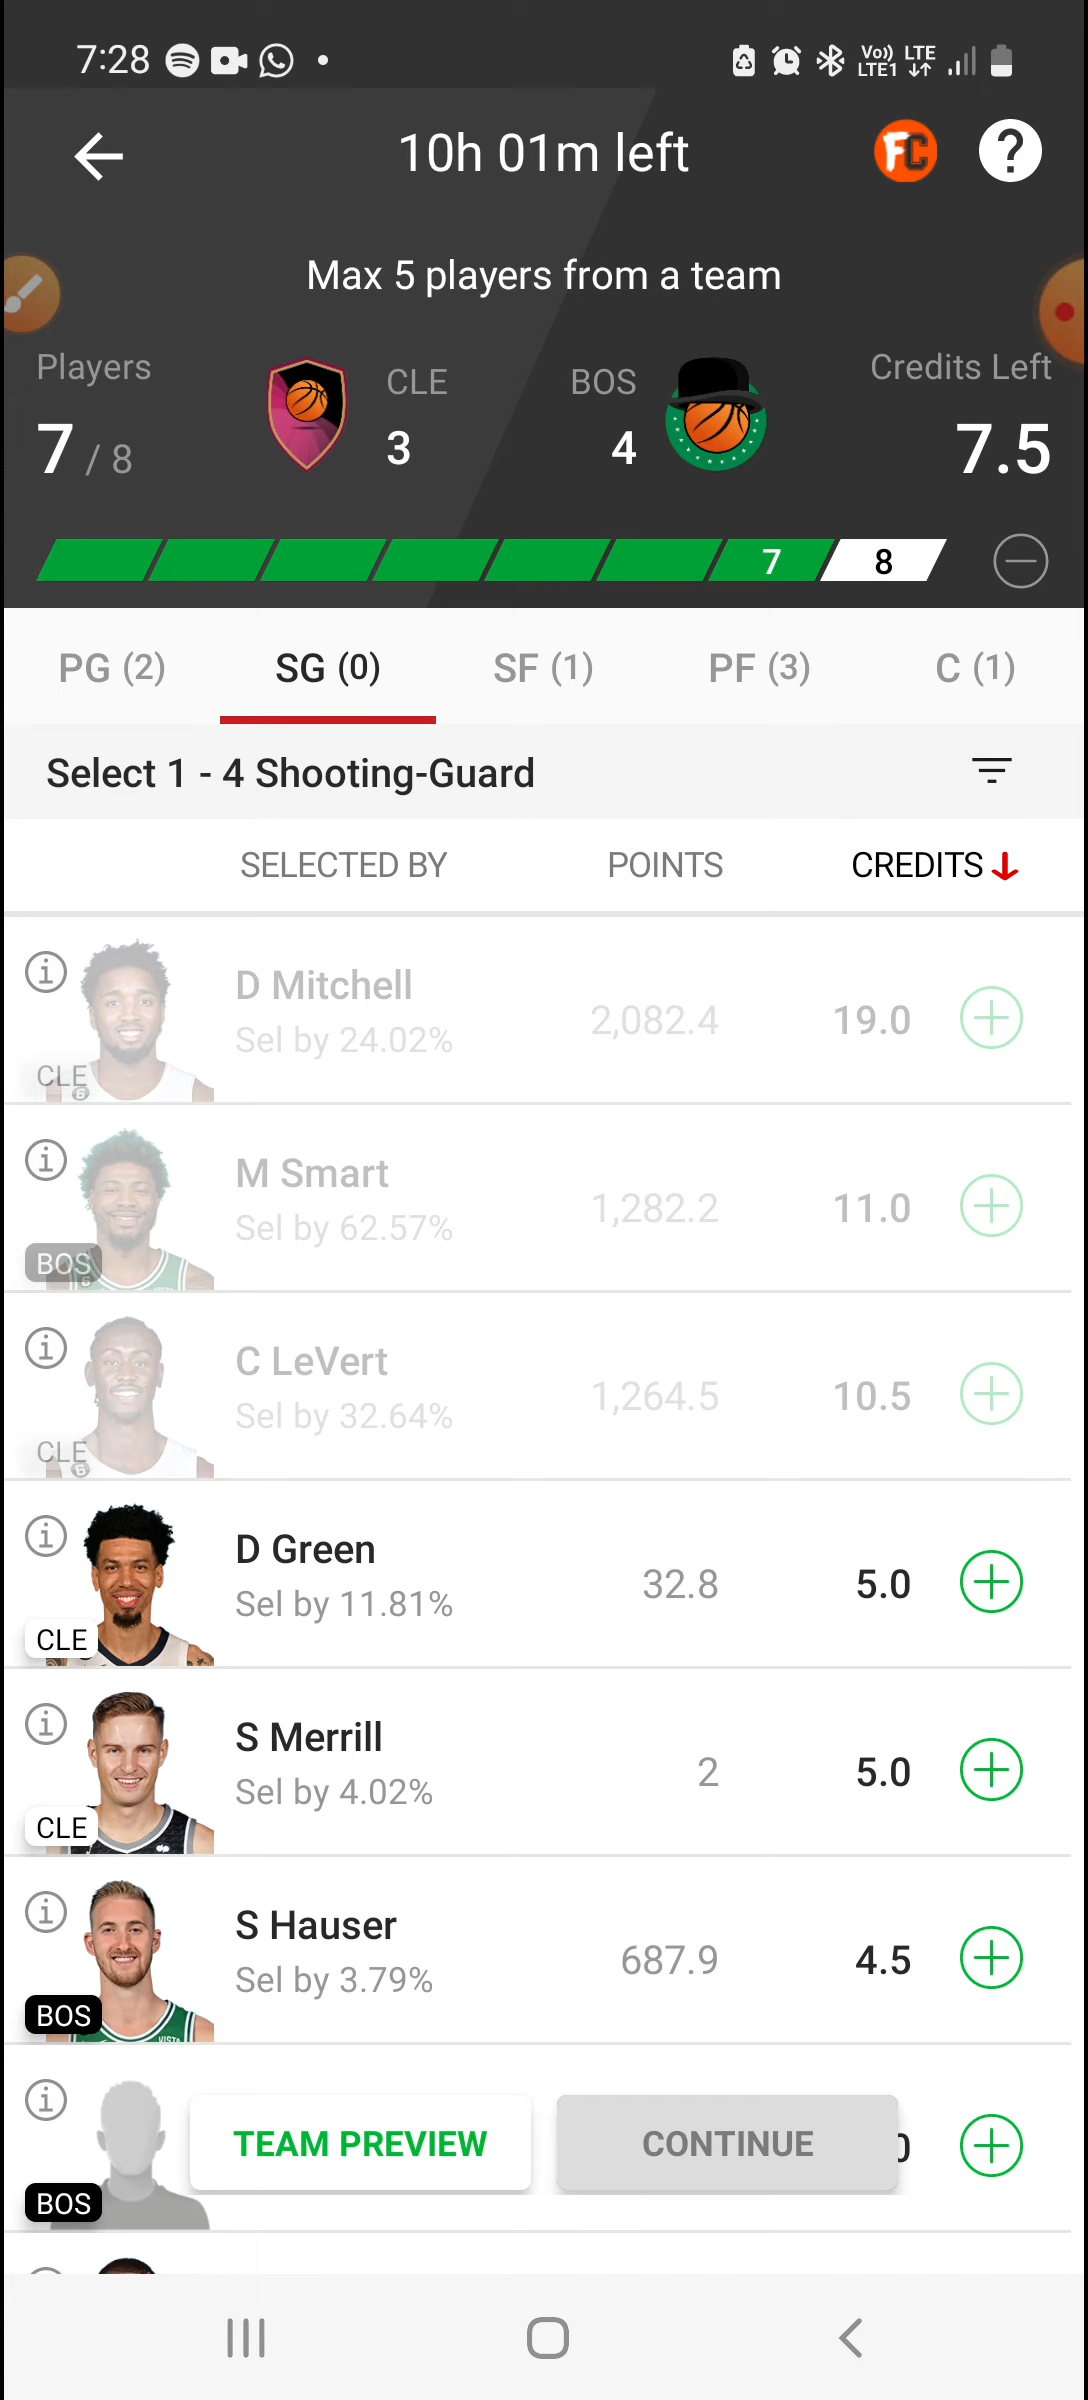 7:28
Vo)) LTE
LTE1
10h 01m left
FC
?
Max 5 players from a team
Players
CLE
BOS
Credits Left
7 / 8
3
4
7.5
7
8
PG (2)
SG (0)
SF (1)
PF (3)
C (1)
Select 1 - 4 Shooting-Guard
SELECTED BY
POINTS
CREDITS
D Mitchell
Sel by 24.02%
2,082.4
19.0
CLE
M Smart
Sel by 62.57%
1,282.2
11.0
BOS
C LeVert
Sel by 32.64%
1,264.5
10.5
CLE
D Green
Sel by 11.81%
32.8
5.0
CLE
S Merrill
Sel by 4.02%
2
5.0
CLE
S Hauser
Sel by 3.79%
687.9
4.5
BOS
TEAM PREVIEW
CONTINUE
BOS